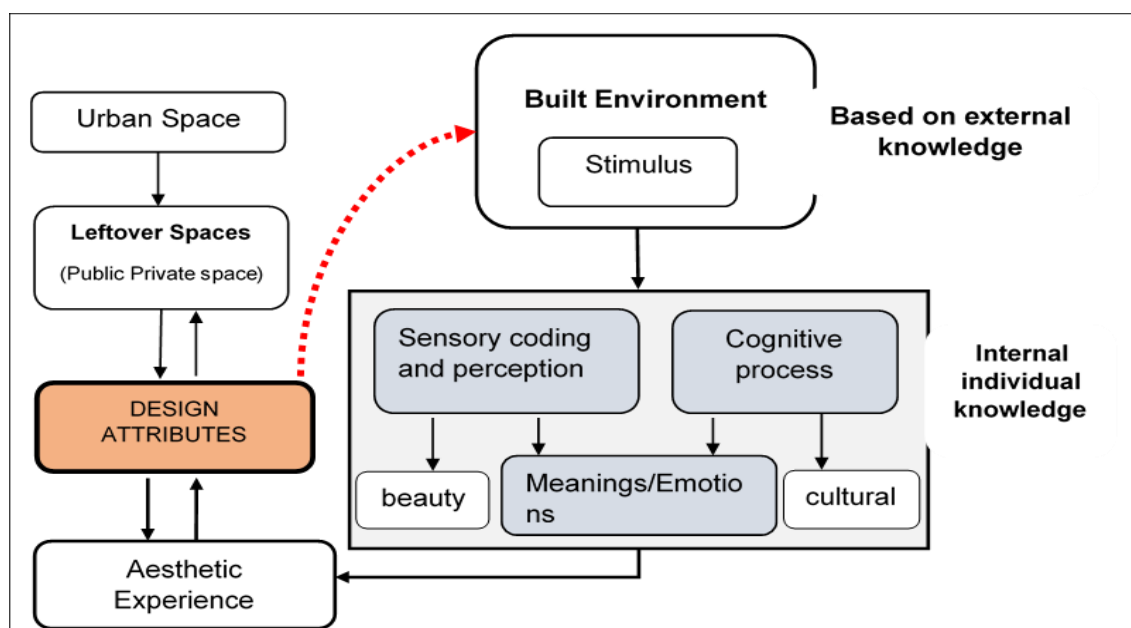 Urban Space
Leftover Spaces
(Public Private space)
DESIGN
ATTRIBUTES
Aesthetic
Experience
Built Environment
Stimulus
Based on external
knowledge
Sensory coding
and perception
Cognitive
process
beauty
Meanings/Emotio
ns
cultural
Internal
individual
knowledge